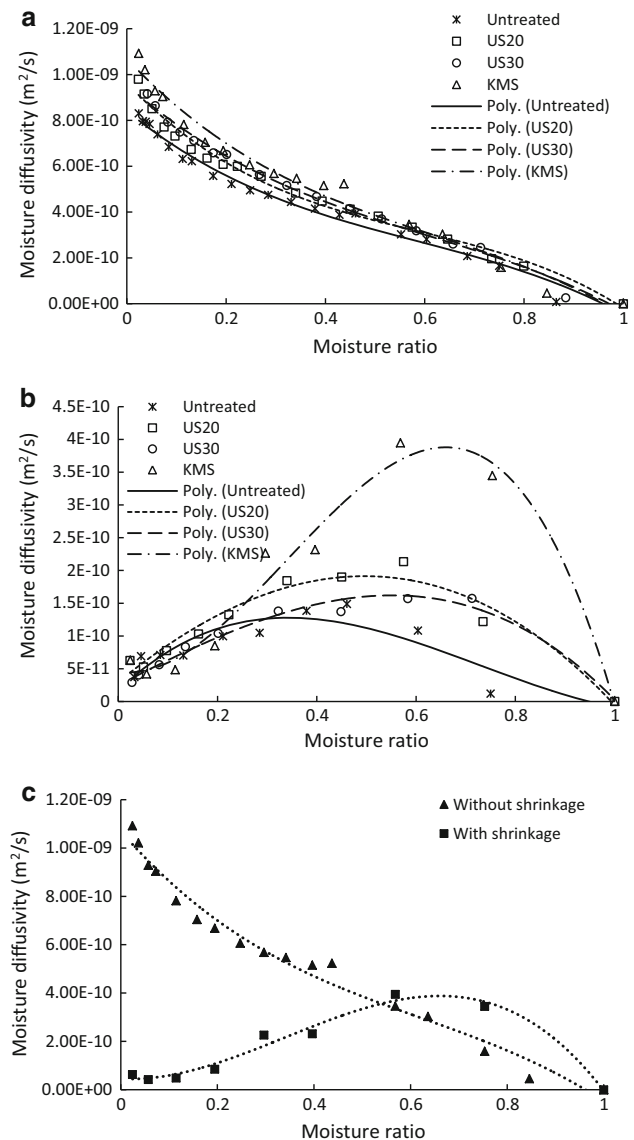 a
1.20E-09
1.00E-09
8.00E-10
6.00E-10
4.00E-10
2.00E-10
0.00E+00
Moisture diffusivity (m²/s)
Untreated
US20
US30
KMS
Poly. (Untreated)
Poly. (US20)
Poly. (US30)
Poly. (KMS)
0 0.2 0.4 0.6 0.8 1
Moisture ratio
b
4.5E-10
4E-10
3.5E-10
3E-10
2.5E-10
2E-10
1.5E-10
1E-10
5E-11
0
Moisture diffusivity (m²/s)
Untreated
US20
US30
KMS
Poly. (Untreated)
Poly. (US20)
Poly. (US30)
Poly. (KMS)
0 0.2 0.4 0.6 0.8 1
Moisture ratio
c
1.20E-09
1.00E-09
8.00E-10
6.00E-10
4.00E-10
2.00E-10
0.00E+00
Moisture diffusivity (m²/s)
Without shrinkage
With shrinkage
0 0.2 0.4 0.6 0.8 1
Moisture ratio